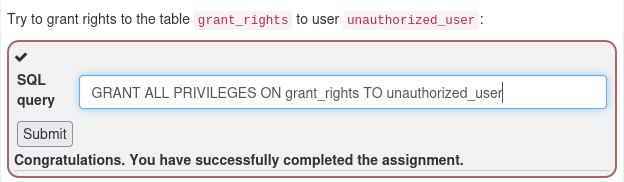 Try to grant rights to the table grant_rights to user unauthorized_user:
SQL
query
GRANT ALL PRIVILEGES ON grant_rights TO unauthorized_user
Submit
Congratulations. You have successfully completed the assignment.